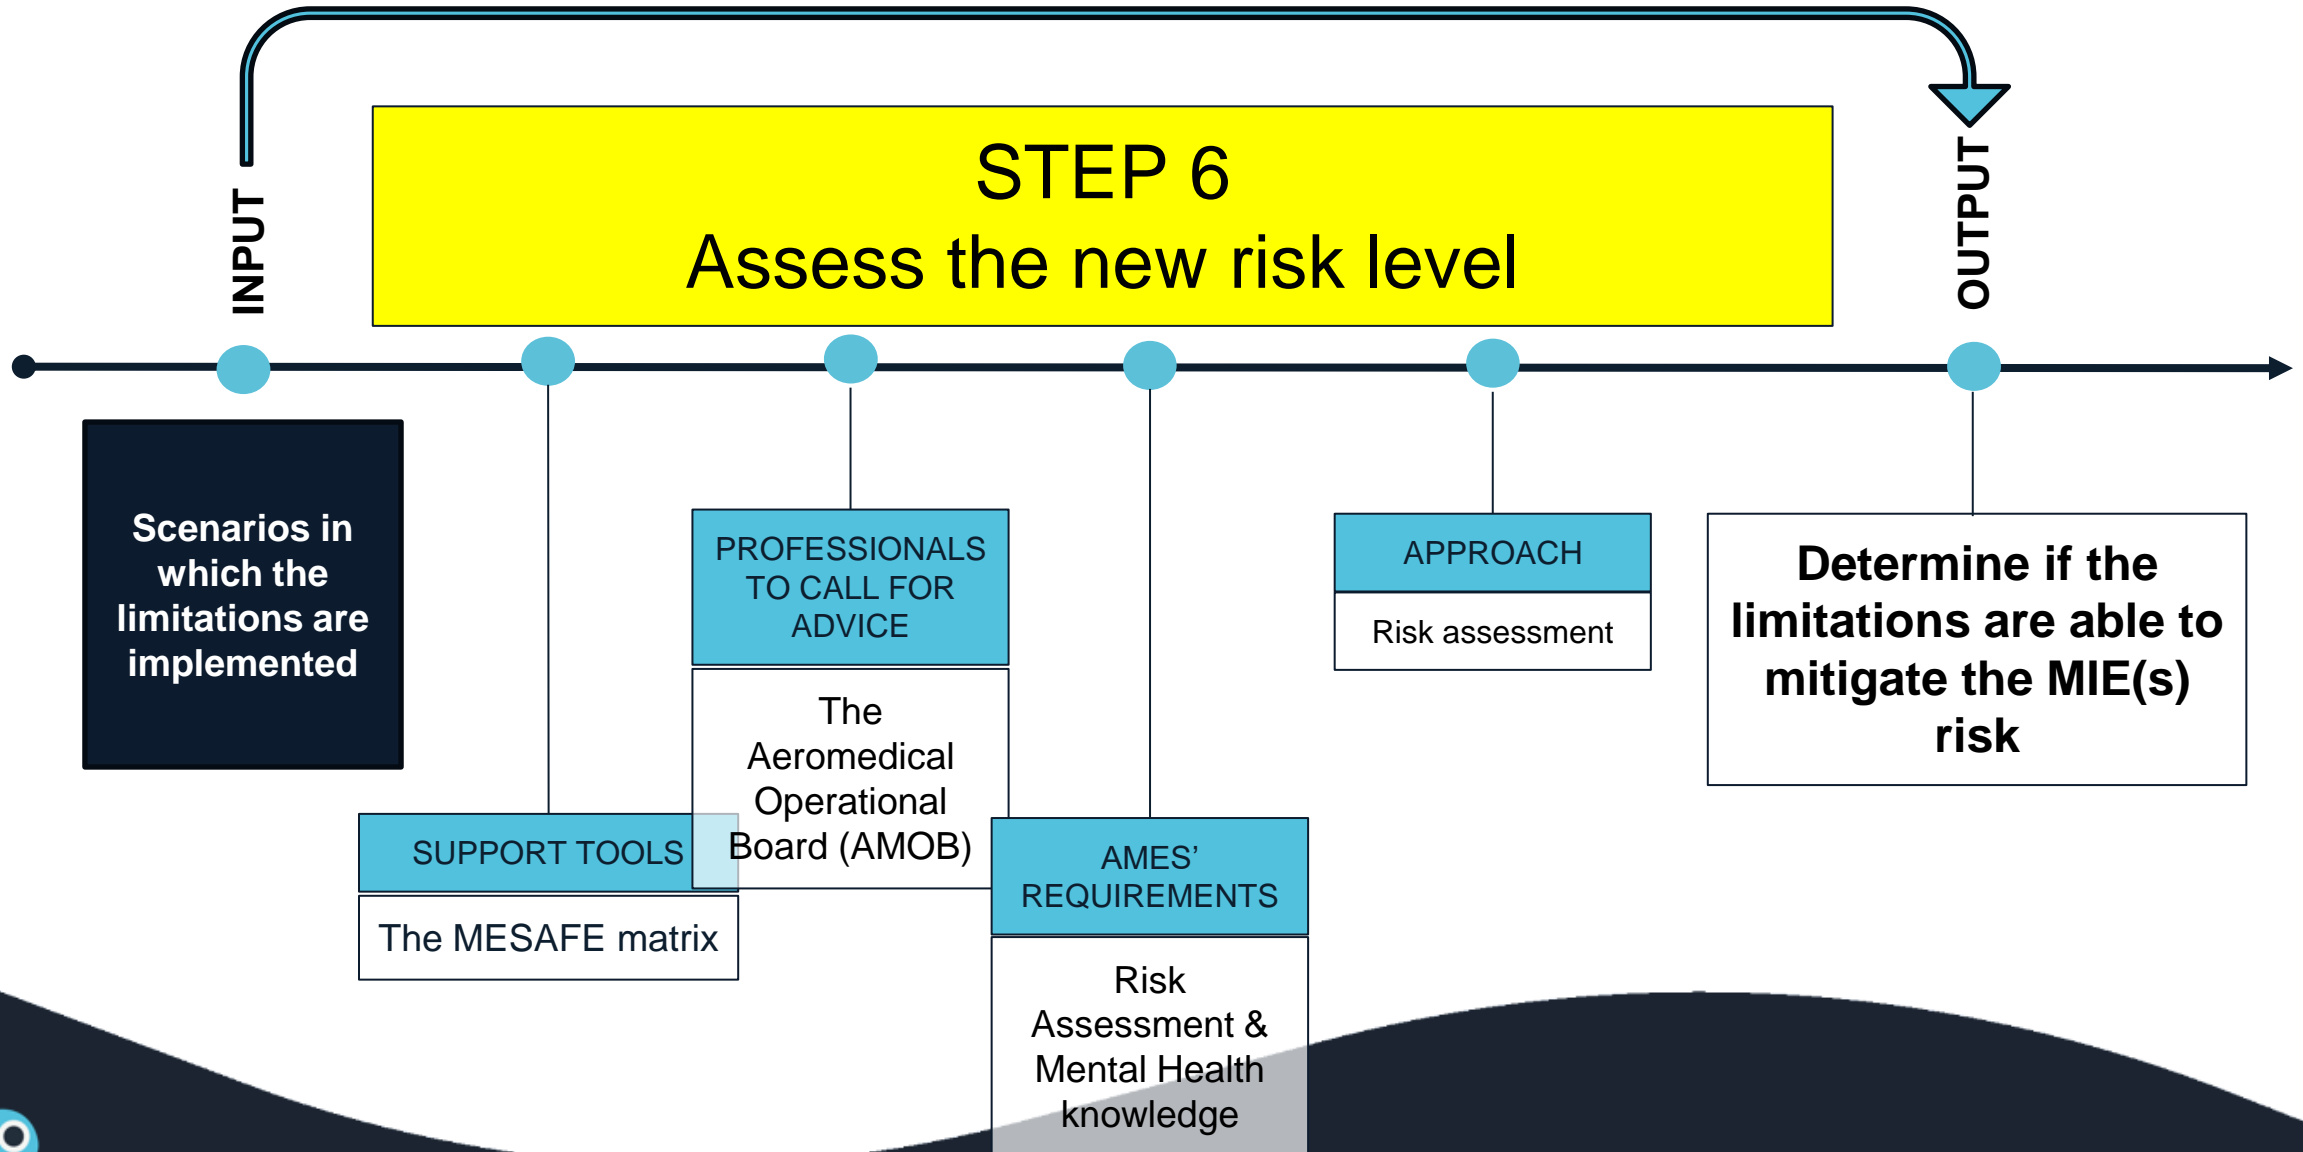 STEP 6
Assess the new risk level
INPUT
OUTPUT
Scenarios in
which the
limitations are
implemented
SUPPORT TOOLS
The MESAFE matrix
PROFESSIONALS
TO CALL FOR
ADVICE
The
Aeromedical
Operational
Board (AMOB)
AMES’
REQUIREMENTS
Risk
Assessment &
Mental Health
knowledge
APPROACH
Risk assessment
Determine if the
limitations are able to
mitigate the MIE(s)
risk